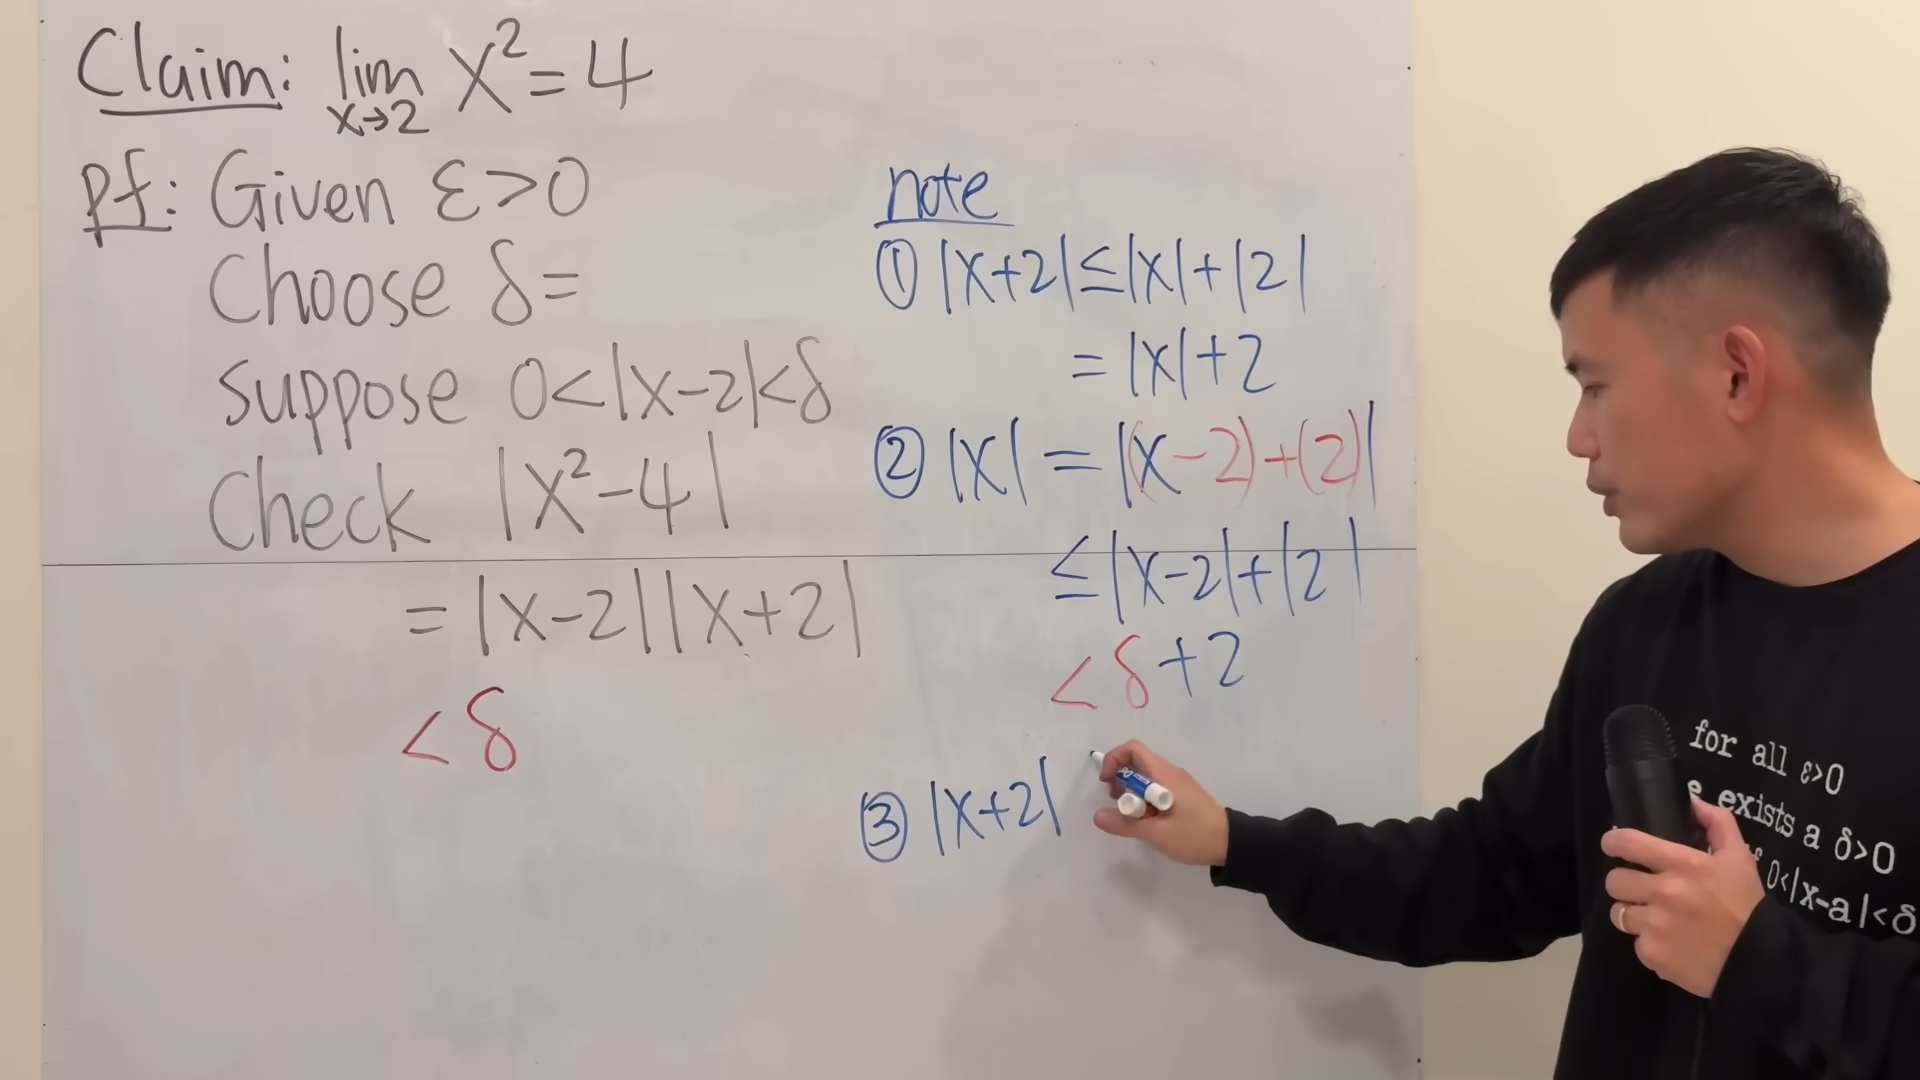 Claim: lim x² = 4
x→2
pf: Given ε>0
Choose δ=
suppose 0<|x-2|<δ
Check |x²-4|
=|x-2||x+2|
<δ
note
① |x+2|≤|x|+|2|
=|x|+2
② |x| = |(x-2)+(2)|
≤|x-2|+|2|
<δ+2
③ |x+2|
for all ε>0
exists a δ>0
0<|x-a|<δ